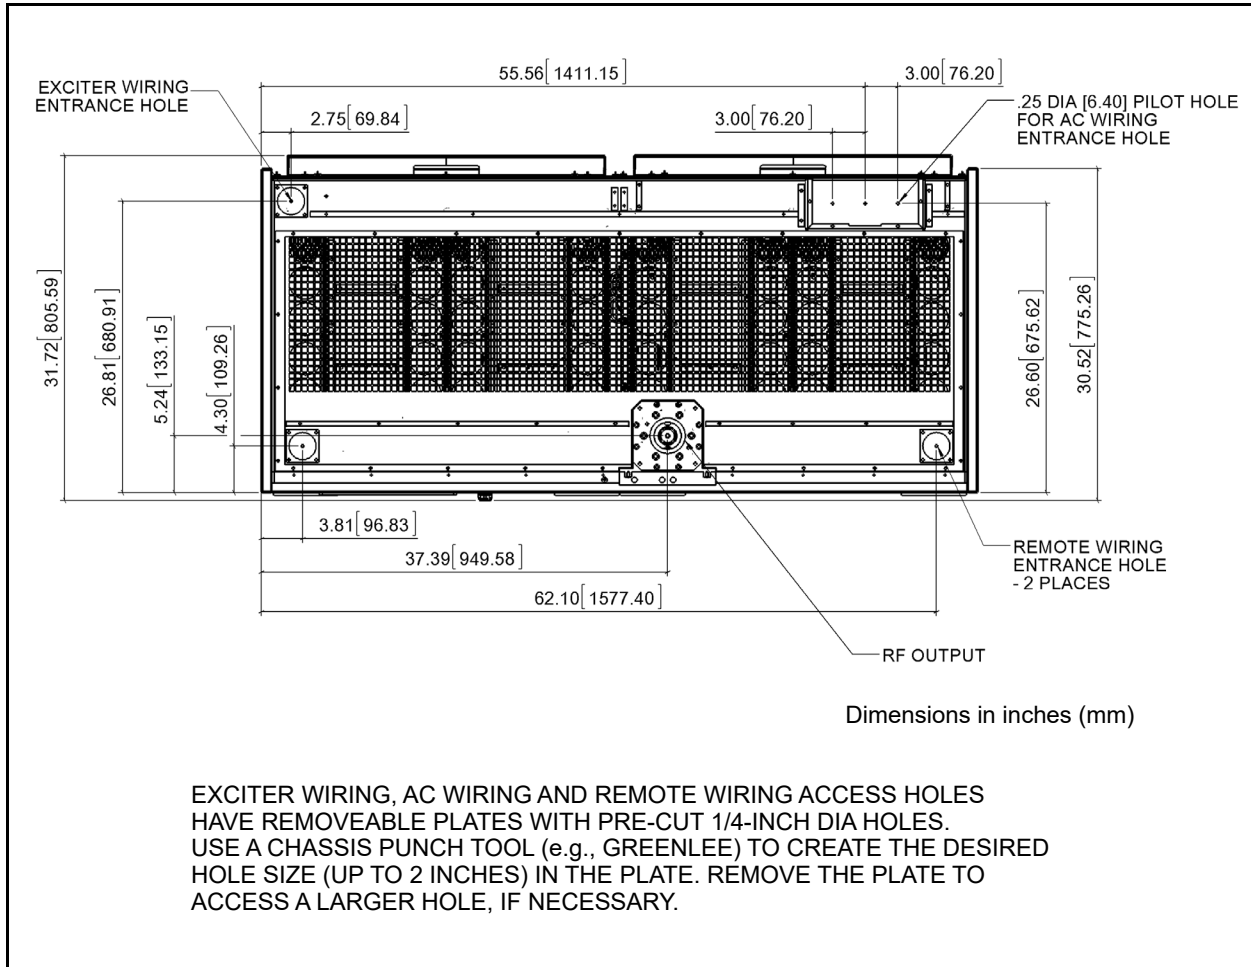 55.56[1411.15]
3.00[76.20]
EXCITER WIRING
ENTRANCE HOLE
.25 DIA [6.40] PILOT HOLE
FOR AC WIRING
ENTRANCE HOLE
2.75[69.84]
3.00[76.20]
31.72[805.59]
26.81[680.91]
5.24[133.15]
4.30[109.26]
26.60[675.62]
30.52[775.26]
3.81[96.83]
37.39[949.58]
62.10[1577.40]
REMOTE WIRING
ENTRANCE HOLE
- 2 PLACES
RF OUTPUT
Dimensions in inches (mm)
EXCITER WIRING, AC WIRING AND REMOTE WIRING ACCESS HOLES
HAVE REMOVEABLE PLATES WITH PRE-CUT 1/4-INCH DIA HOLES.
USE A CHASSIS PUNCH TOOL (e.g., GREENLEE) TO CREATE THE DESIRED
HOLE SIZE (UP TO 2 INCHES) IN THE PLATE. REMOVE THE PLATE TO
ACCESS A LARGER HOLE, IF NECESSARY.